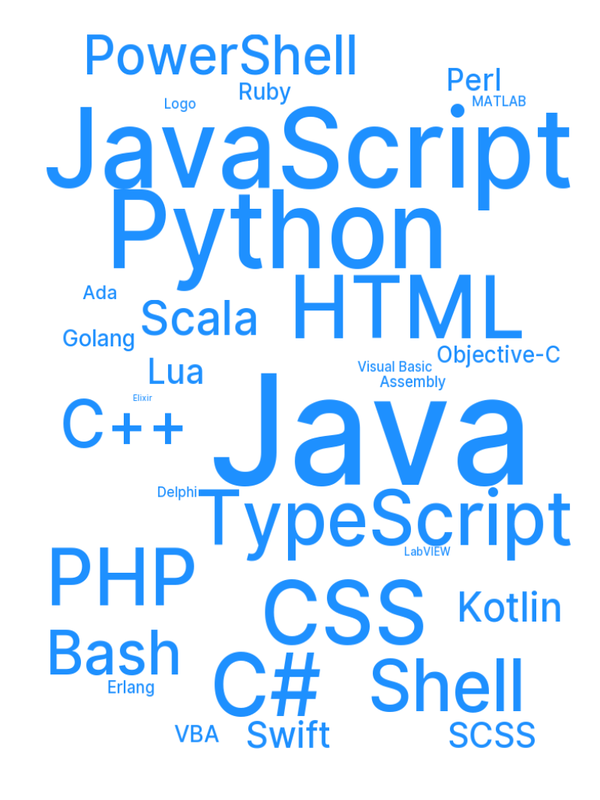 PowerShell
Perl
Ruby
MATLAB
Logo
JavaScript
Python
Ada
HTML
Scala
Golang
Objective-C
Visual Basic
Lua
Assembly
Elixir
C++
Java
Delphi
TypeScript
LabVIEW
PHP
CSS
Kotlin
Bash
C#
Shell
Erlang
VBA
Swift
SCSS